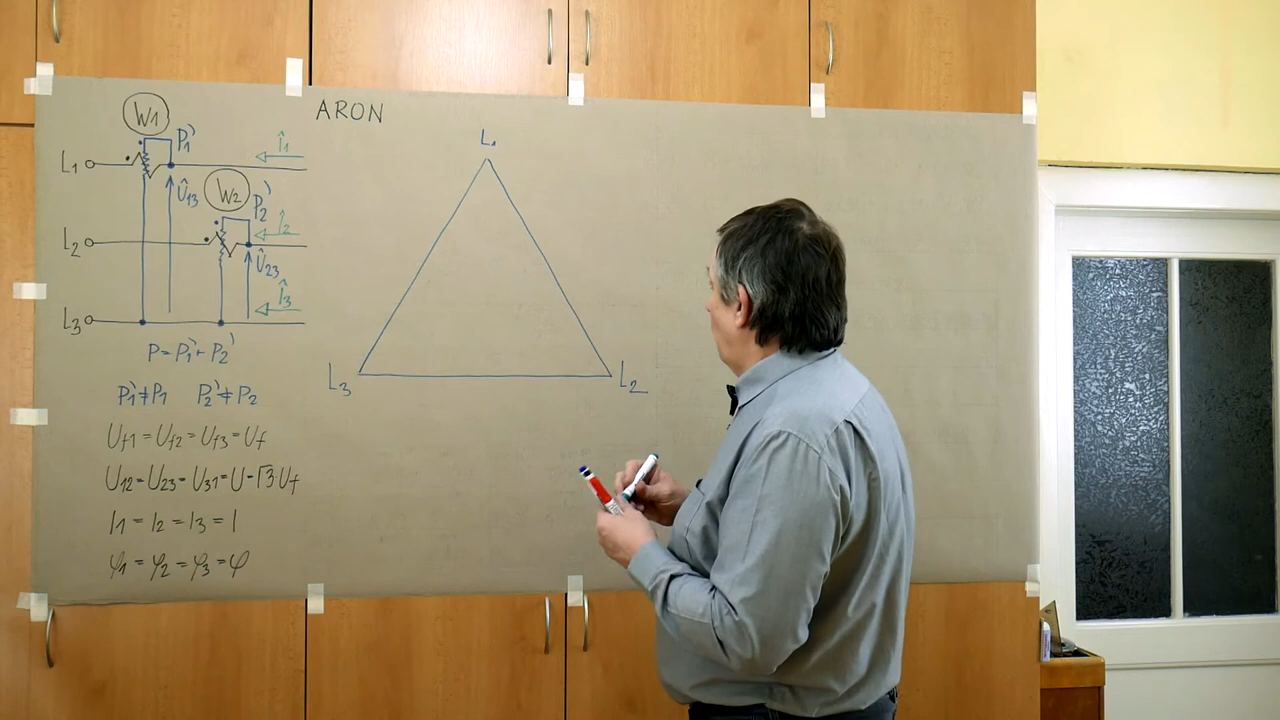 ARON
W1
P1'
Î1
L1
Û13
W2
P2'
Î2
L2
Û23
Î3
L3
P=P1'+P2'
P1'≠P1 P2'≠P2
Uf1=Uf2=Uf3=Uf
U12=U23=U31=U=√3·Uf
I1=I2=I3=I
φ1=φ2=φ3=φ
L1
L3
L2